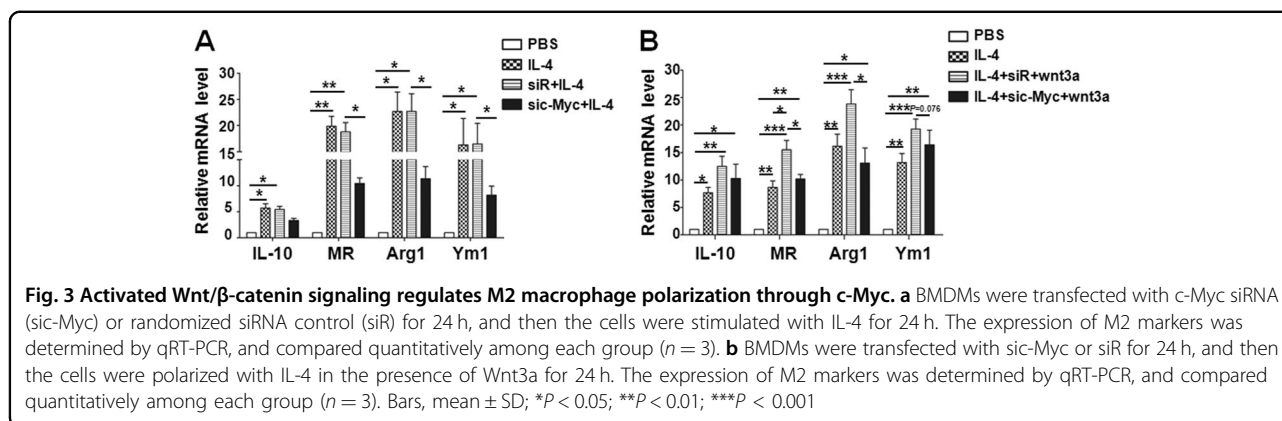 A
PBS
IL-4
siR+IL-4
sic-Myc+IL-4
Relative mRNA level
30
25
20
15
10
5
0
* * ** ** * * * * * *
IL-10 MR Arg1 Ym1
B
PBS
IL-4
IL-4+siR+wnt3a
IL-4+sic-Myc+wnt3a
Relative mRNA level
30
25
20
15
10
5
0
* ** * ** * *** * ** * *** * ** ** *** P=0.076 **
IL-10 MR Arg1 Ym1
Fig. 3 Activated Wnt/β-catenin signaling regulates M2 macrophage polarization through c-Myc. a BMDMs were transfected with c-Myc siRNA
(sic-Myc) or randomized siRNA control (siR) for 24 h, and then the cells were stimulated with IL-4 for 24 h. The expression of M2 markers was
determined by qRT-PCR, and compared quantitatively among each group (n = 3). b BMDMs were transfected with sic-Myc or siR for 24 h, and then
the cells were polarized with IL-4 in the presence of Wnt3a for 24 h. The expression of M2 markers was determined by qRT-PCR, and compared
quantitatively among each group (n = 3). Bars, mean ± SD; *P < 0.05; **P < 0.01; ***P < 0.001